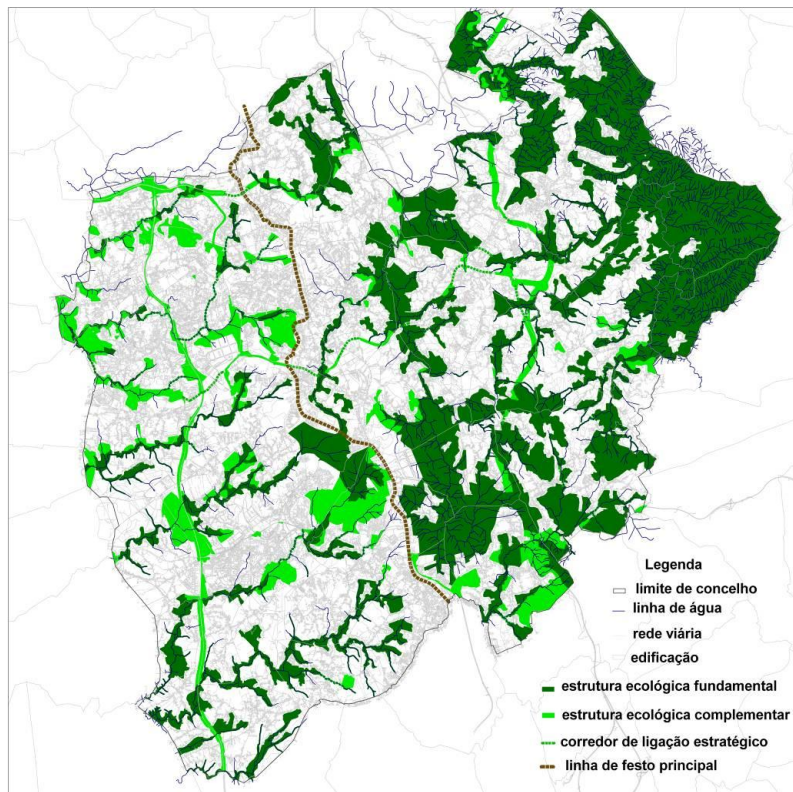 Legenda
limite de concelho
linha de água
rede viária
edificação
estrutura ecológica fundamental
estrutura ecológica complementar
corredor de ligação estratégico
linha de festo principal